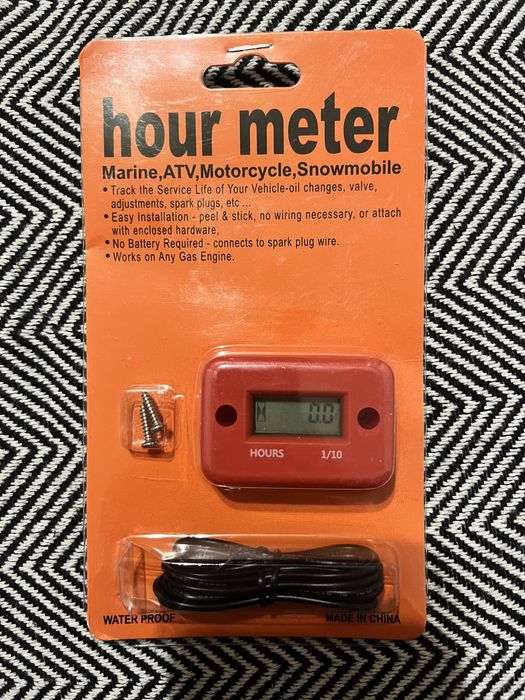 hour meter
Marine,ATV,Motorcycle,Snowmobile
• Track the Service Life of Your Vehicle-oil changes, valve,
adjustments, spark plugs, etc ...
• Easy Installation - peel & stick, no wiring necessary, or attach
with enclosed hardware,
• No Battery Required - connects to spark plug wire.
• Works on Any Gas Engine.
0.0
HOURS 1/10
WATER PROOF MADE IN CHINA